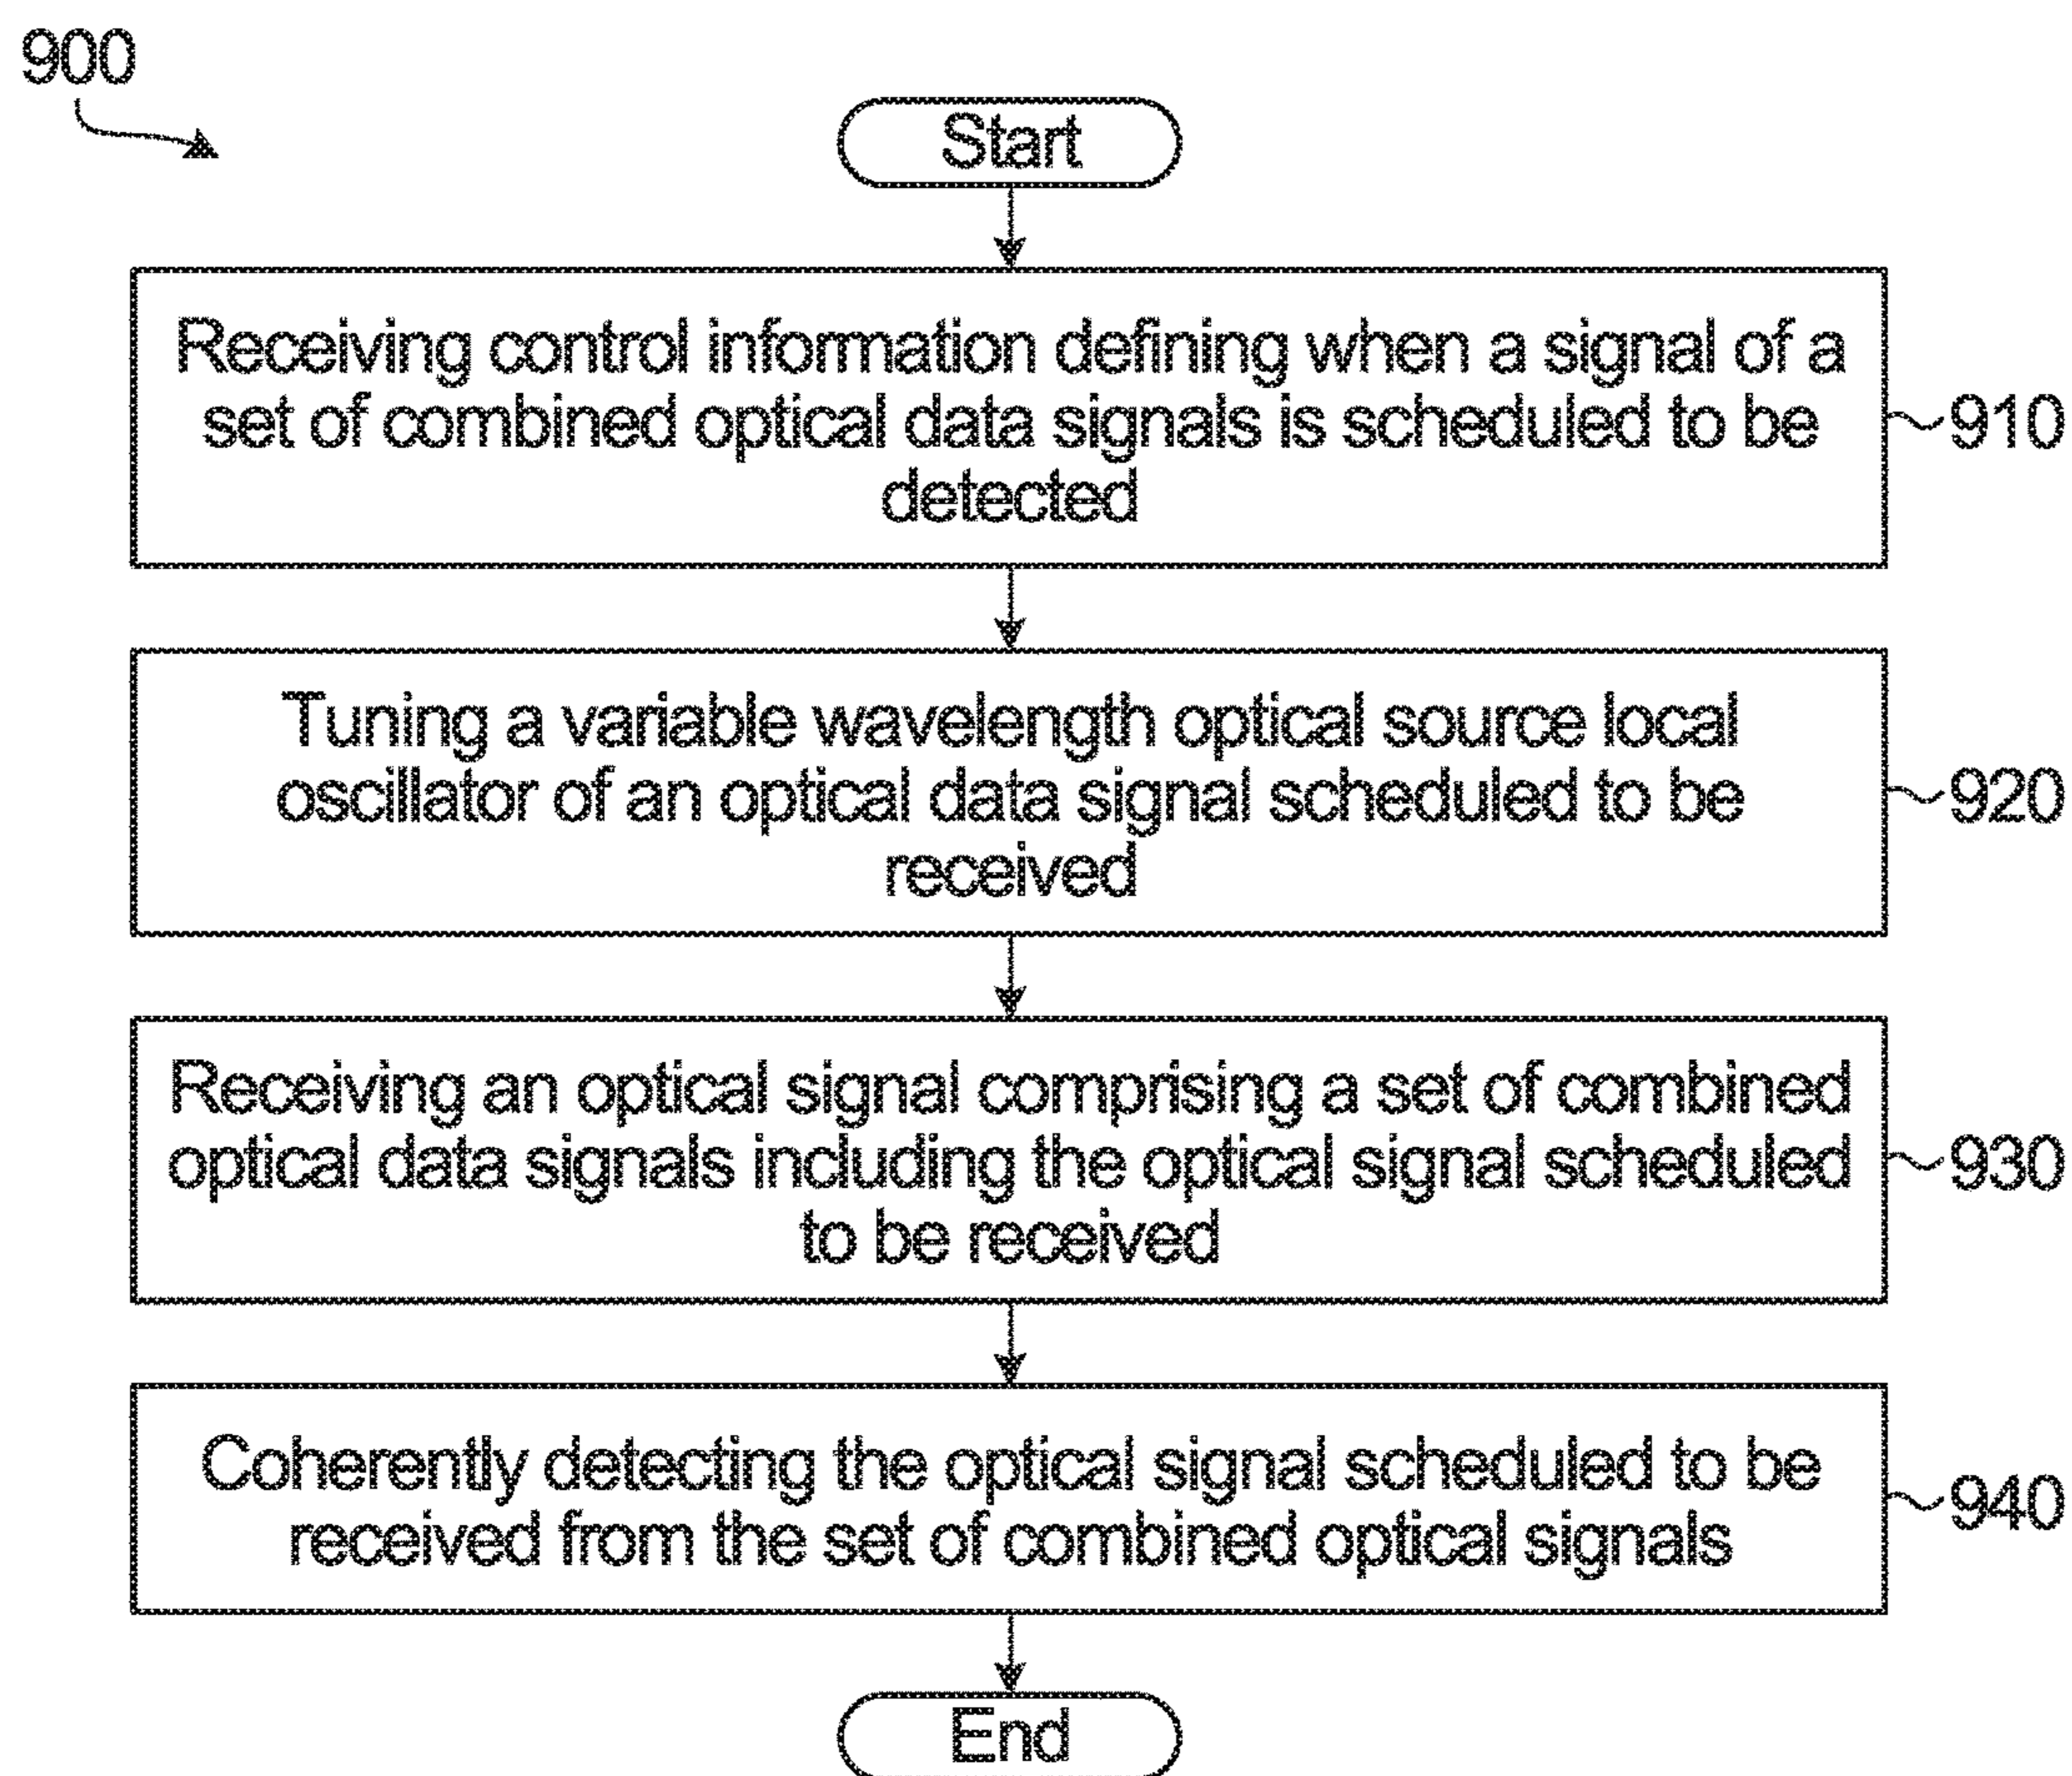 900
Start
Receiving control information defining when a signal of a
set of combined optical data signals is scheduled to be
detected
910
Tuning a variable wavelength optical source local
oscillator of an optical data signal scheduled to be
received
920
Receiving an optical signal comprising a set of combined
optical data signals including the optical signal scheduled
to be received
930
Coherently detecting the optical signal scheduled to be
received from the set of combined optical signals
940
End